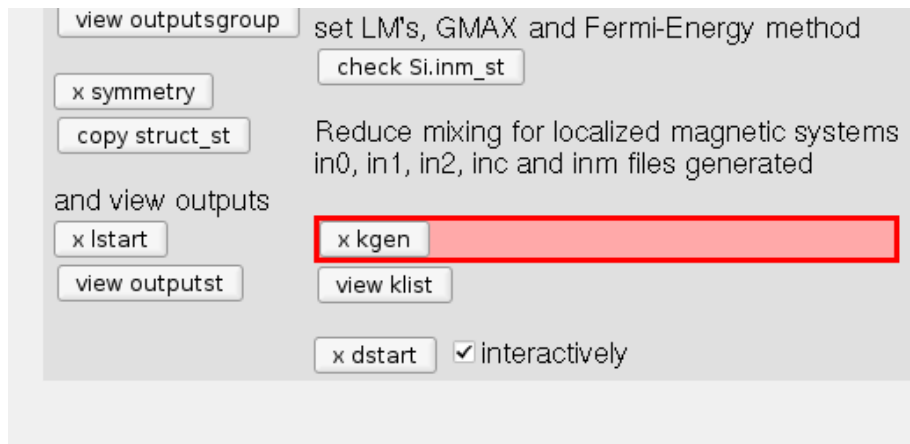 view outputsgroup
set LM's, GMAX and Fermi-Energy method
check Si.inm_st
x symmetry
copy struct_st
Reduce mixing for localized magnetic systems
in0, in1, in2, inc and inm files generated
and view outputs
x lstart
x kgen
view outputst
view klist
x dstart
interactively